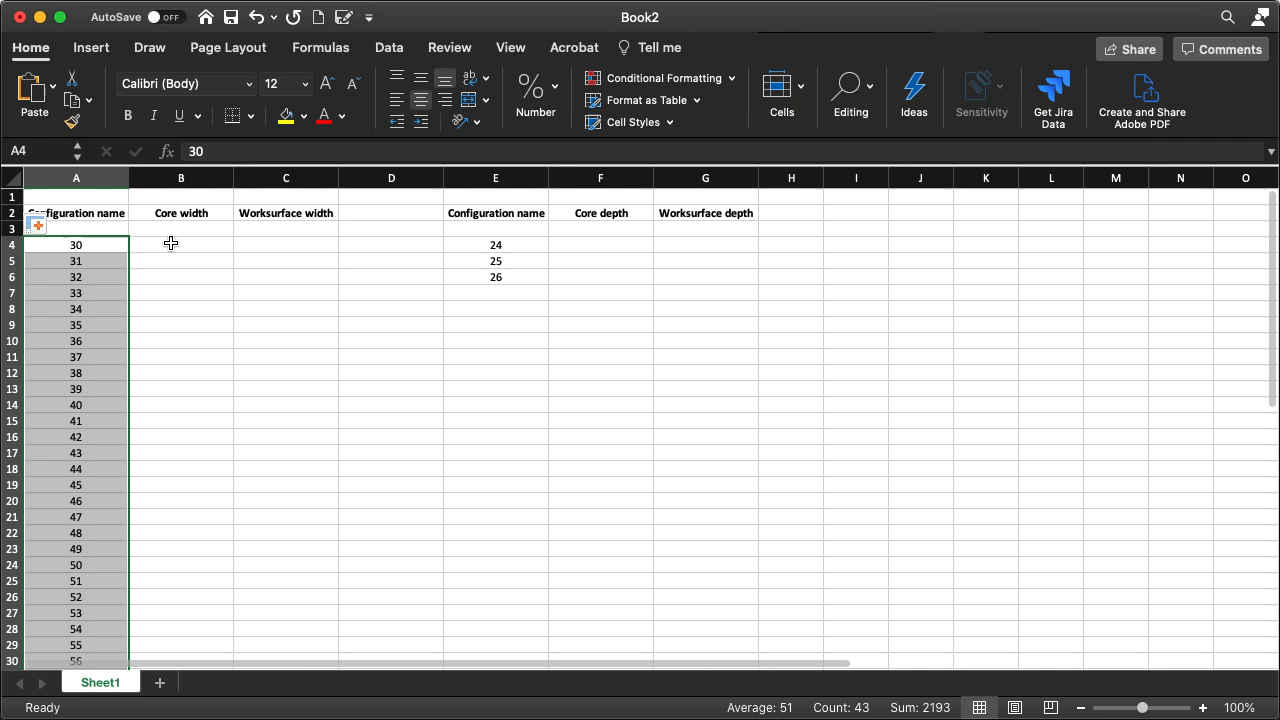 AutoSave OFF Book2
Home Insert Draw Page Layout Formulas Data Review View Acrobat Tell me Share Comments
Paste Calibri (Body) 12 B I U A Number Conditional Formatting Format as Table Cell Styles Cells Editing Ideas Sensitivity Get Jira Data Create and Share Adobe PDF
A4 fx 30
A B C D E F G H I J K L M N O
1
2 figuration name Core width Worksurface width Configuration name Core depth Worksurface depth
3
4 30 24
5 31 25
6 32 26
7 33
8 34
9 35
10 36
11 37
12 38
13 39
14 40
15 41
16 42
17 43
18 44
19 45
20 46
21 47
22 48
23 49
24 50
25 51
26 52
27 53
28 54
29 55
30 56
Sheet1 +
Ready Average: 51 Count: 43 Sum: 2193 100%